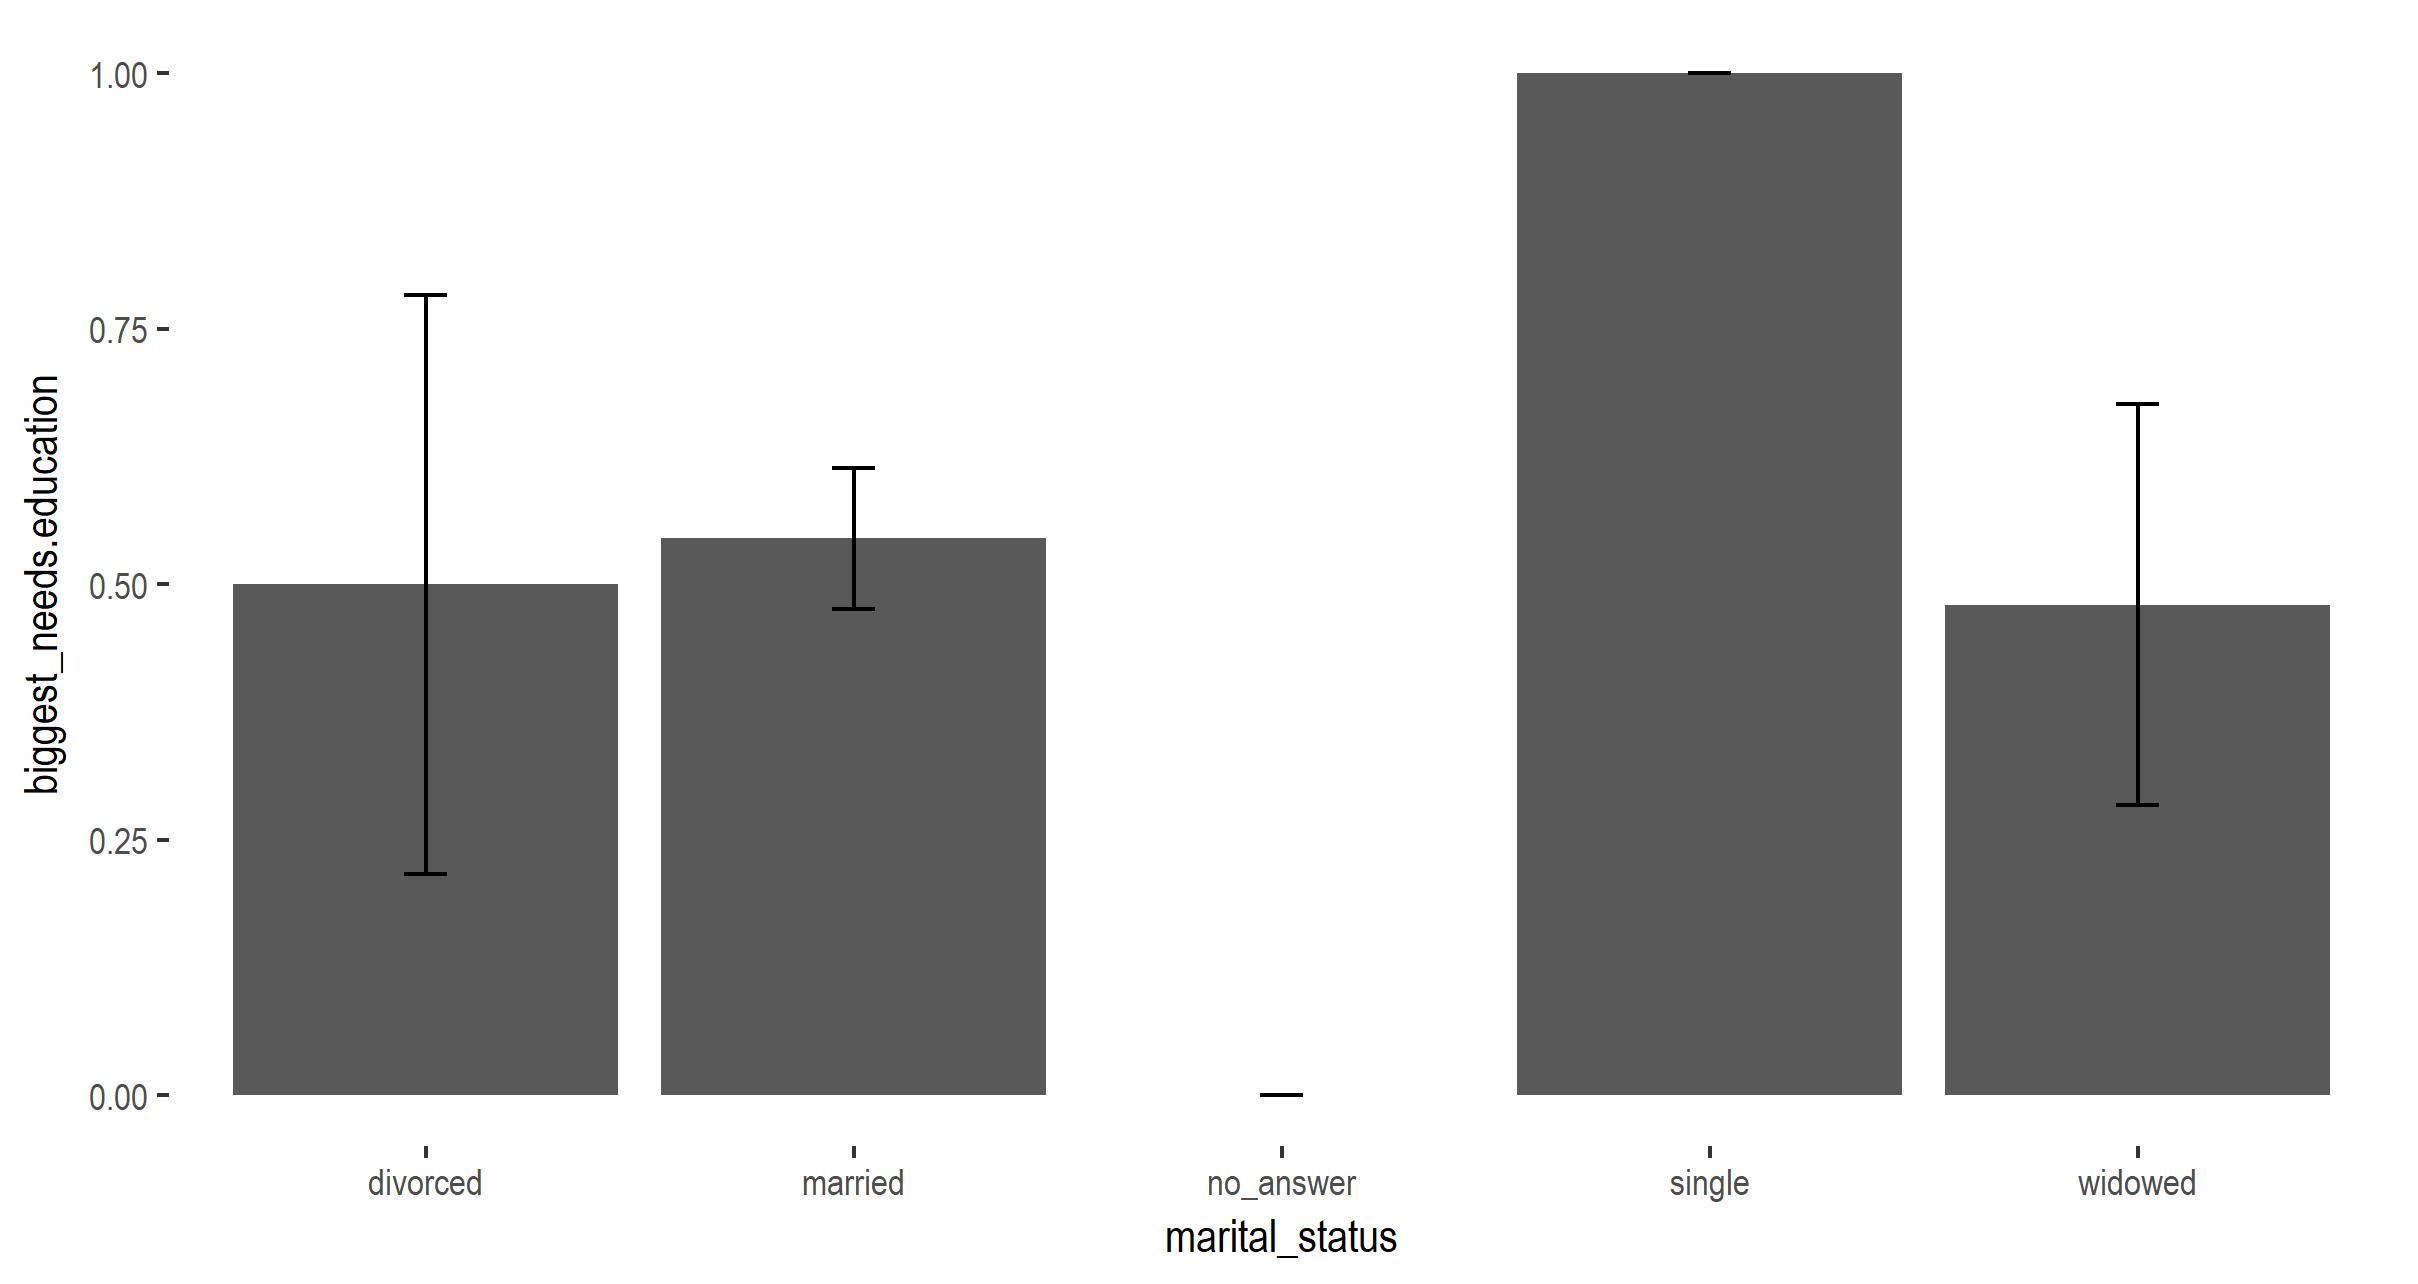 1.00
0.75
0.50
0.25
0.00
biggest_needs.education
divorced married no_answer single widowed
marital_status